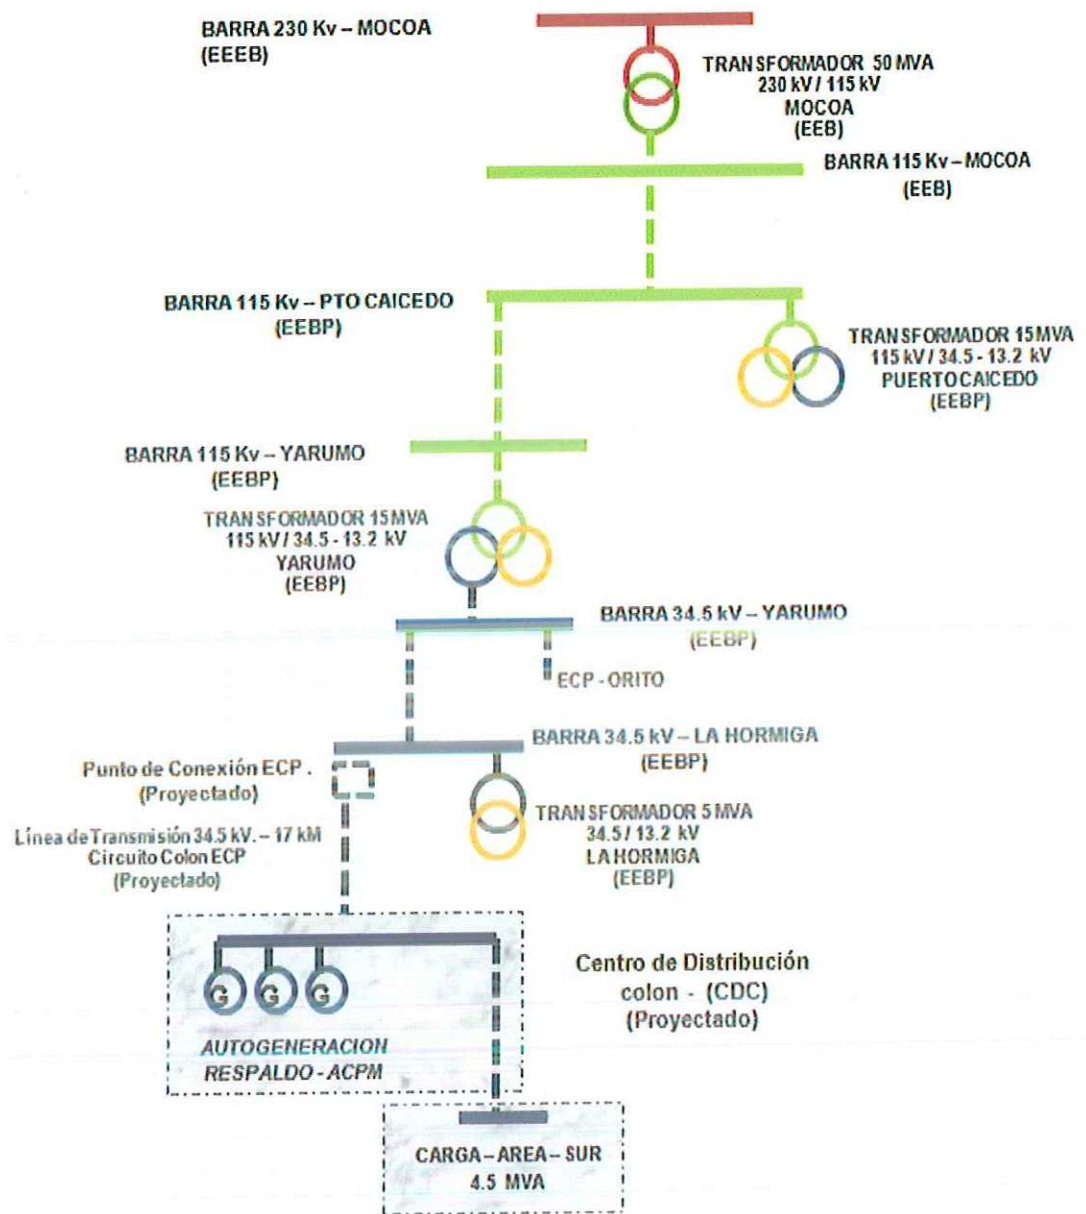 BARRA 230 Kv – MOCOA
(EEEB)
TRANSFORMADOR 50 MVA
230 kV / 115 kV
MOCOA
(EEB)
BARRA 115 Kv – MOCOA
(EEB)
BARRA 115 Kv – PTO CAICEDO
(EEBP)
TRANSFORMADOR 15 MVA
115 kV / 34.5 - 13.2 kV
PUERTO CAICEDO
(EEBP)
BARRA 115 Kv – YARUMO
(EEBP)
TRANSFORMADOR 15 MVA
115 kV / 34.5 - 13.2 kV
YARUMO
(EEBP)
BARRA 34.5 kV – YARUMO
(EEBP)
ECP - ORITO
BARRA 34.5 kV – LA HORMIGA
(EEBP)
Punto de Conexión ECP .
(Proyectado)
TRANSFORMADOR 5 MVA
34.5 / 13.2 kV
LA HORMIGA
(EEBP)
Línea de Transmisión 34.5 kV. – 17 kM
Circuito Colon ECP
(Proyectado)
G G G
Centro de Distribución
colon - (CDC)
(Proyectado)
AUTOGENERACION
RESPALDO - ACPM
CARGA – AREA – SUR
4.5 MVA